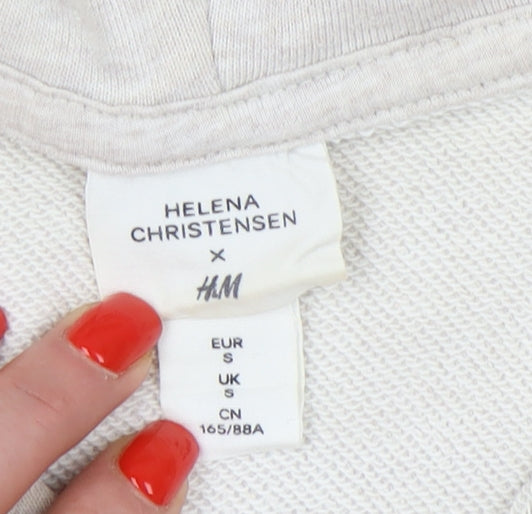 HELENA
CHRISTENSEN
X
H&M
EUR
S
UK
S
CN
165/88A